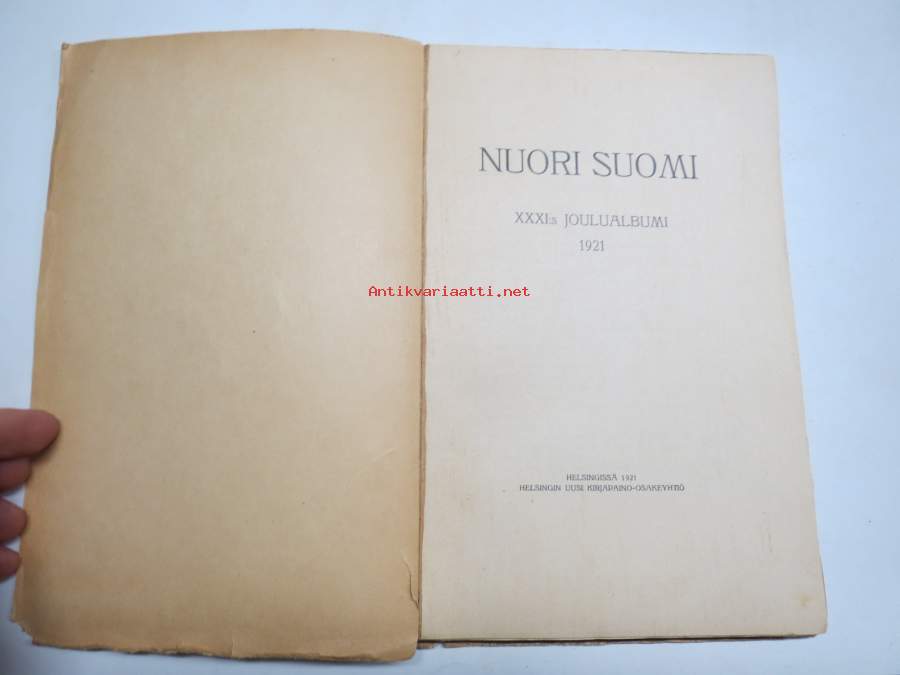 NUORI SUOMI
XXXI:s JOULUALBUMI
1921
Antikvariaatti.net
HELSINGISSÄ 1921
HELSINGIN UUSI KIRJAPAINO-OSAKEYHTIÖ